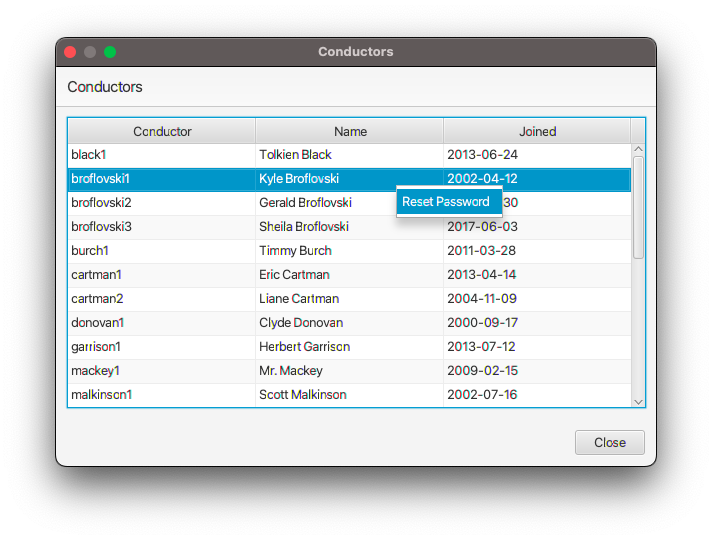 Conductors
Conductors
Conductor Name Joined
black1 Tolkien Black 2013-06-24
broflovski1 Kyle Broflovski 2002-04-12
Reset Password
broflovski2 Gerald Broflovski 30
broflovski3 Sheila Broflovski 2017-06-03
burch1 Timmy Burch 2011-03-28
cartman1 Eric Cartman 2013-04-14
cartman2 Liane Cartman 2004-11-09
donovan1 Clyde Donovan 2000-09-17
garrison1 Herbert Garrison 2013-07-12
mackey1 Mr. Mackey 2009-02-15
malkinson1 Scott Malkinson 2002-07-16
Close